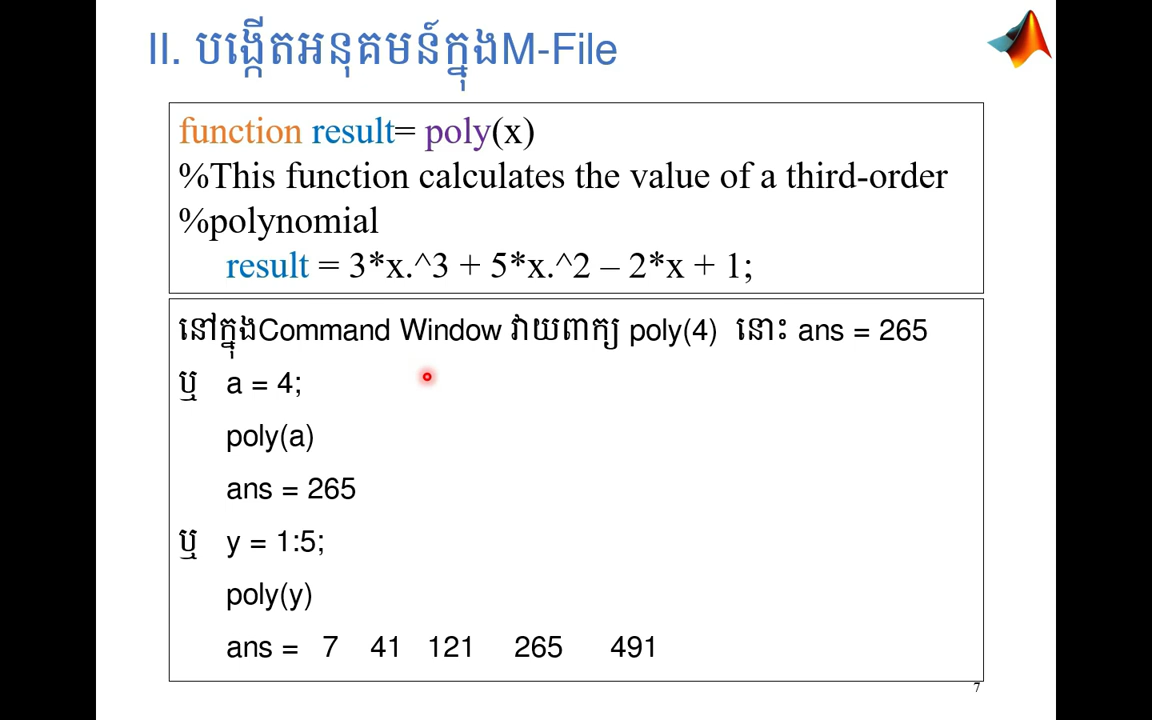 II. បង្កើតអនុគមន៍ក្នុងM-File
function result= poly(x)
%This function calculates the value of a third-order
%polynomial
result = 3*x.^3 + 5*x.^2 – 2*x + 1;
នៅក្នុងCommand Window វាយពាក្យ poly(4) នោះ ans = 265
ឬ a = 4;
poly(a)
ans = 265
ឬ y = 1:5;
poly(y)
ans = 7 41 121 265 491
7